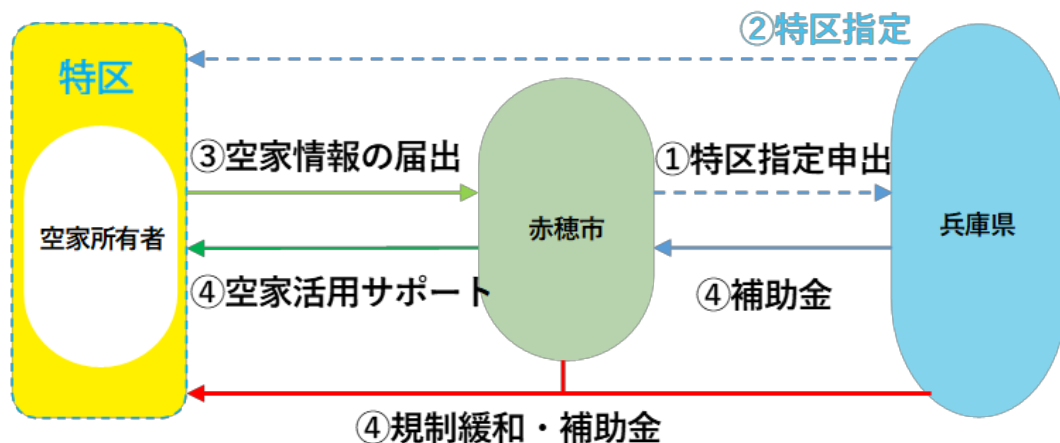 ②特区指定
特区
③空家情報の届出
①特区指定申出
空家所有者
赤穂市
兵庫県
④空家活用サポート
④補助金
④規制緩和・補助金